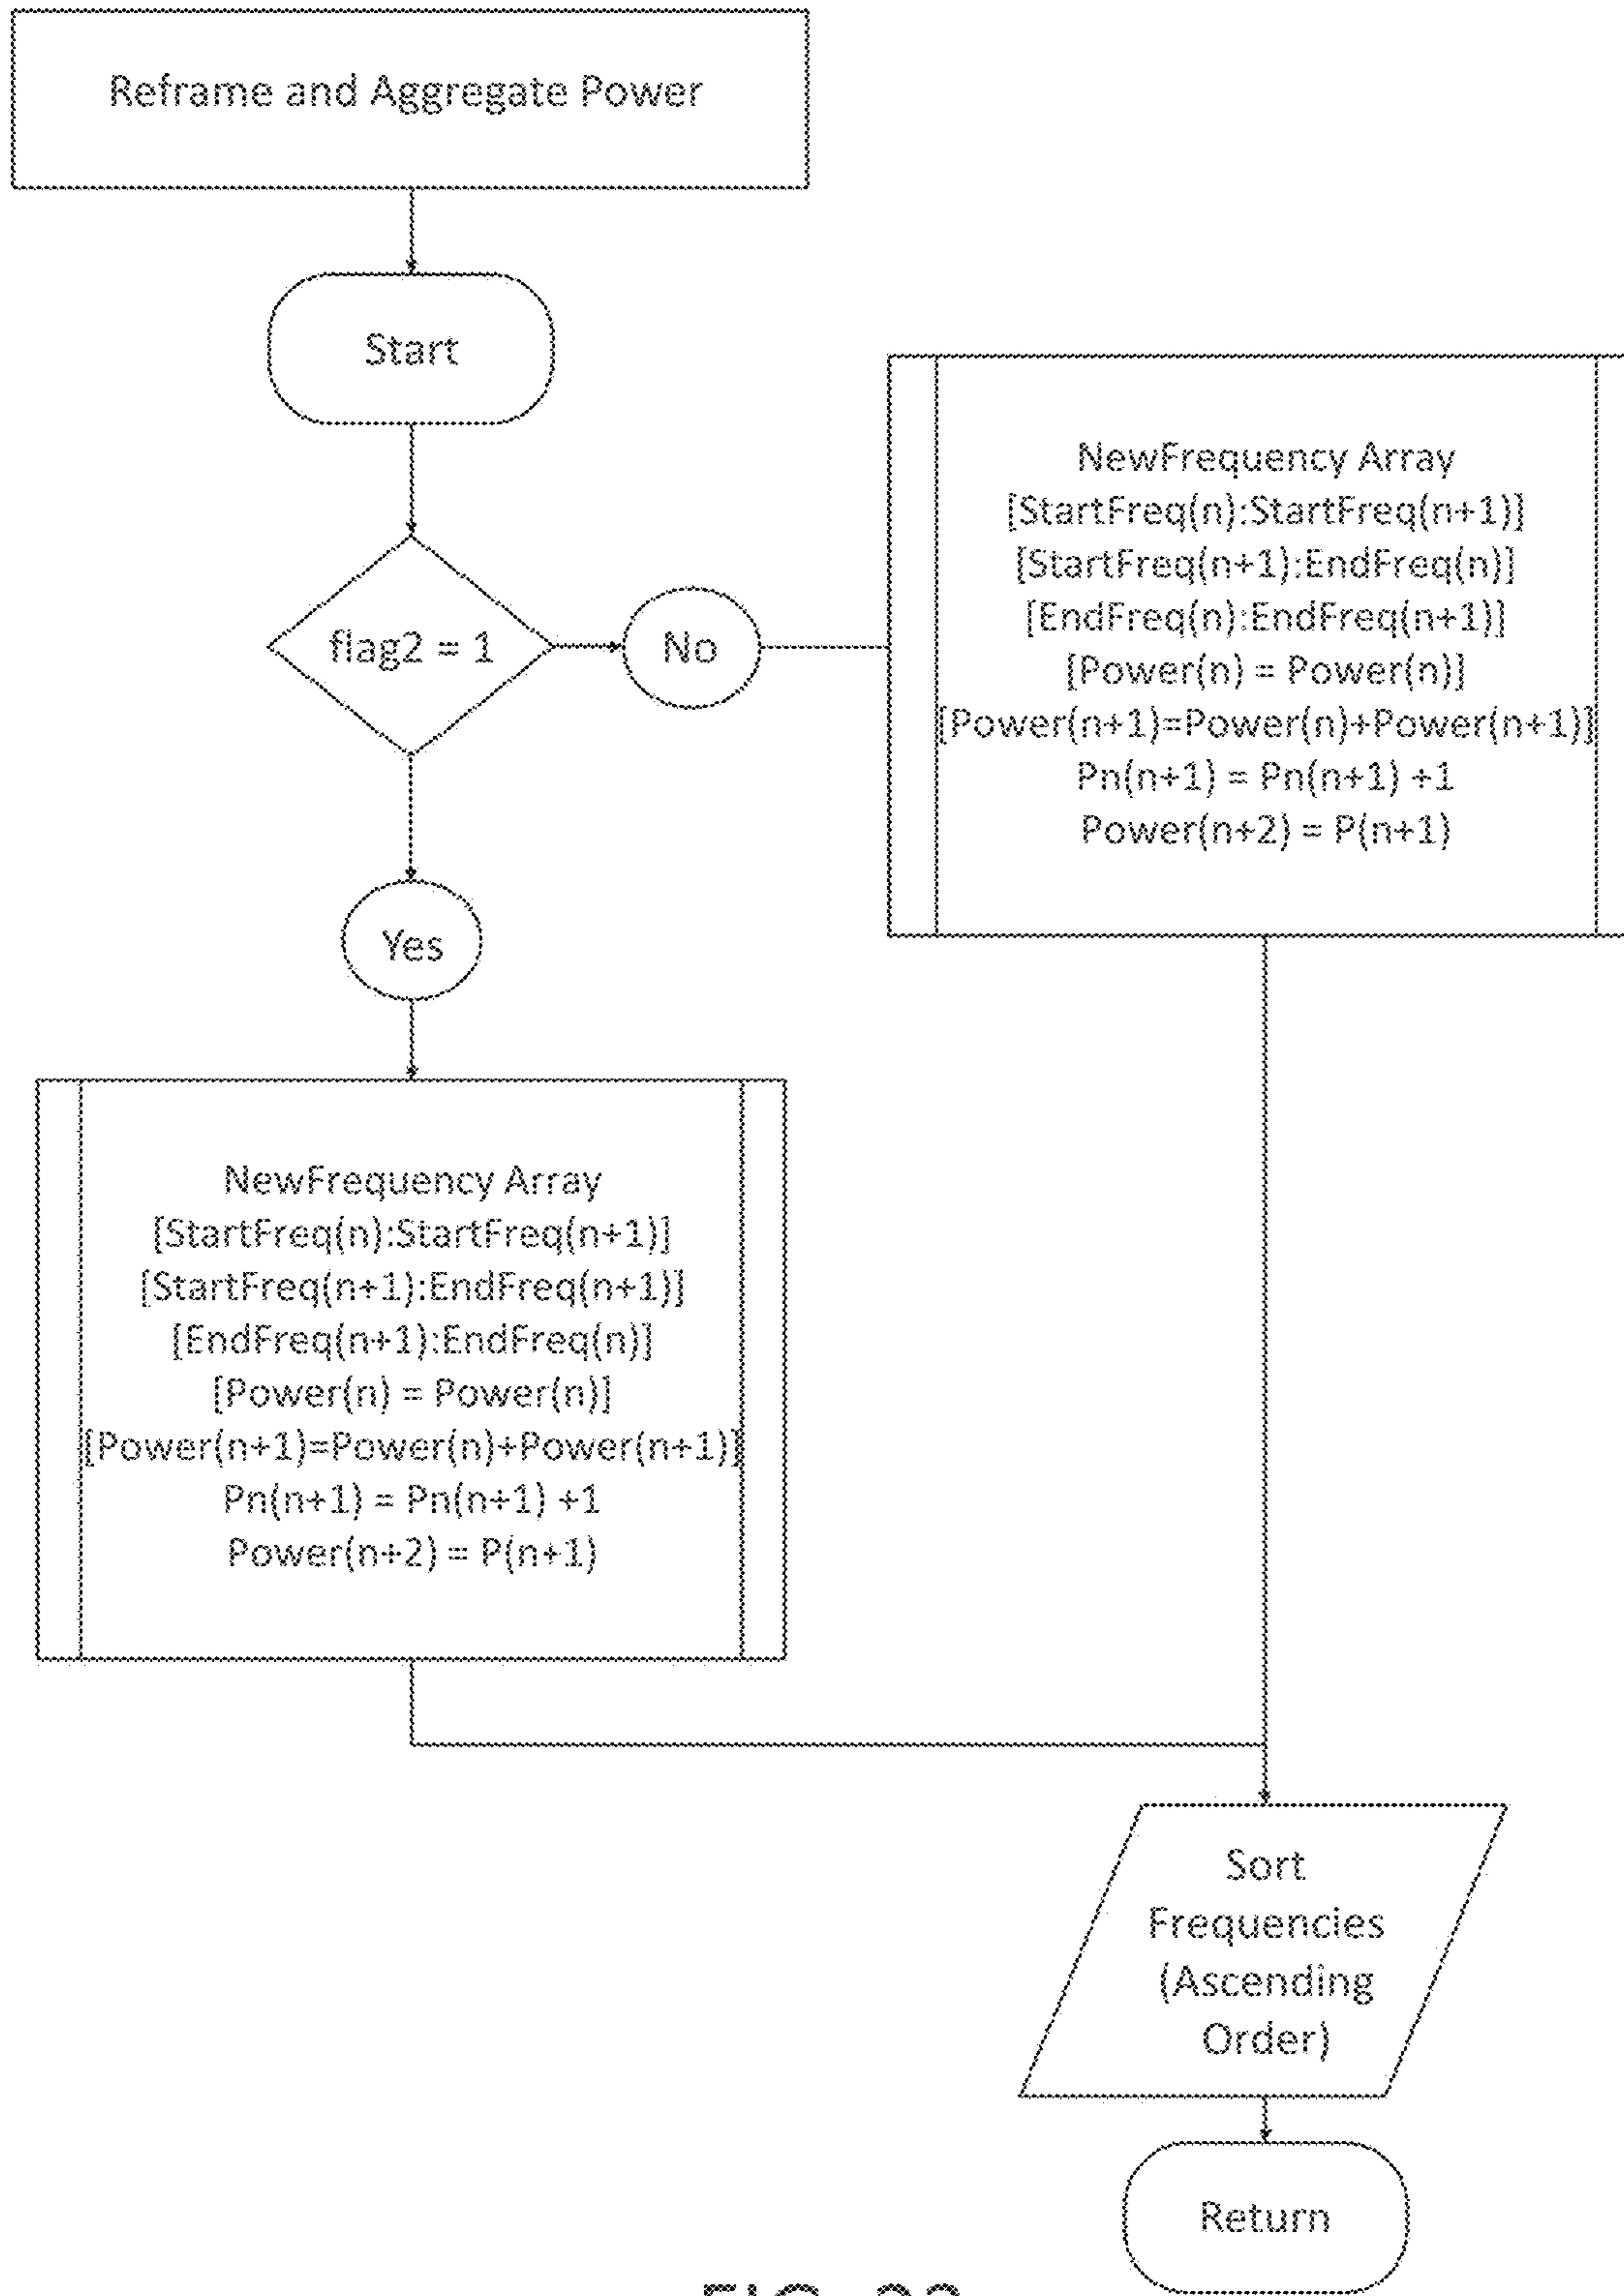 Reframe and Aggregate Power
Start
flag2 = 1
No
NewFrequency Array
[StartFreq(n):StartFreq(n+1)]
[StartFreq(n+1):EndFreq(n)]
[EndFreq(n):EndFreq(n+1)]
[Power(n) = Power(n)]
[Power(n+1)=Power(n)+Power(n+1)]
Pn(n+1) = Pn(n+1) +1
Power(n+2) = P(n+1)
Yes
NewFrequency Array
[StartFreq(n):StartFreq(n+1)]
[StartFreq(n+1):EndFreq(n+1)]
[EndFreq(n+1):EndFreq(n)]
[Power(n) = Power(n)]
[Power(n+1)=Power(n)+Power(n+1)]
Pn(n+1) = Pn(n+1) +1
Power(n+2) = P(n+1)
Sort
Frequencies
(Ascending
Order)
Return
FIG.